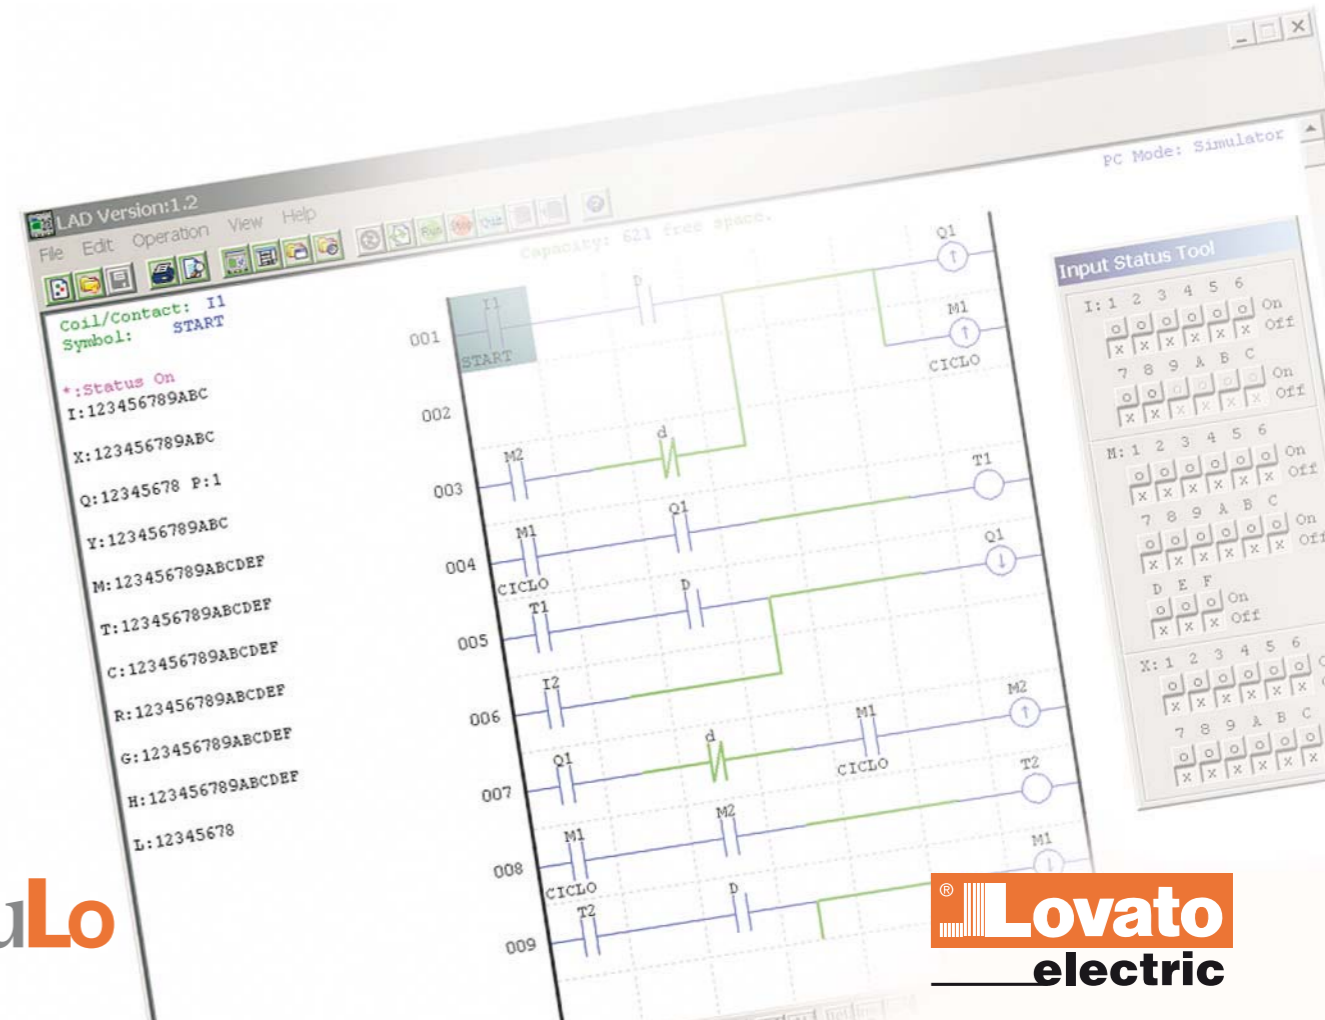 LAD Version:1.2
File Edit Operation View Help
Run Stop Quit
Capacity: 621 free space.
PC Mode: Simulator
Coil/Contact: I1
Symbol: START
*:Status On
I:123456789ABC
X:123456789ABC
Q:12345678 P:1
Y:123456789ABC
M:123456789ABCDEF
T:123456789ABCDEF
C:123456789ABCDEF
R:123456789ABCDEF
G:123456789ABCDEF
H:123456789ABCDEF
L:12345678
001 I1 D Q1
START
M1
CICLO
002
003 M2 d
004 M1 Q1 T1
CICLO
005 T1 D Q1
006 I2
007 Q1 d M1 M2
CICLO
008 M1 M2 T2
CICLO
009 T2 D M1
Input Status Tool
I: 1 2 3 4 5 6
o o o o o o On
x x x x x x Off
7 8 9 A B C
o o o o o o On
x x x x x x Off
M: 1 2 3 4 5 6
o o o o o o On
x x x x x x Off
7 8 9 A B C
o o o o o o On
x x x x x x Off
D E F
o o o On
x x x Off
X: 1 2 3 4 5 6
o o o o o o
x x x x x x
7 8 9 A B C
o o o o o o
x x x x x x
uLo
® Lovato
electric